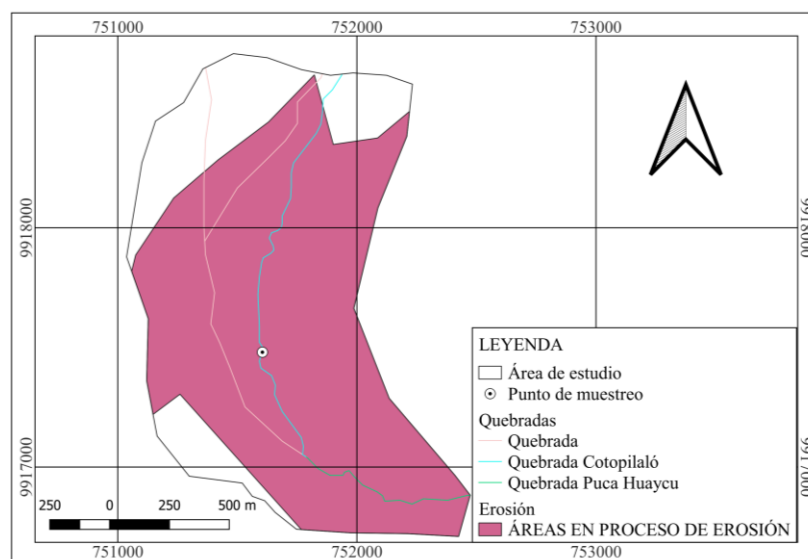 751000 752000 753000
9918000 9918000
9917000 9917000
LEYENDA
Área de estudio
Punto de muestreo
Quebradas
Quebrada
Quebrada Cotopilaló
Quebrada Puca Huaycu
Erosión
ÁREAS EN PROCESO DE EROSIÓN
250 0 250 500 m
751000 752000 753000